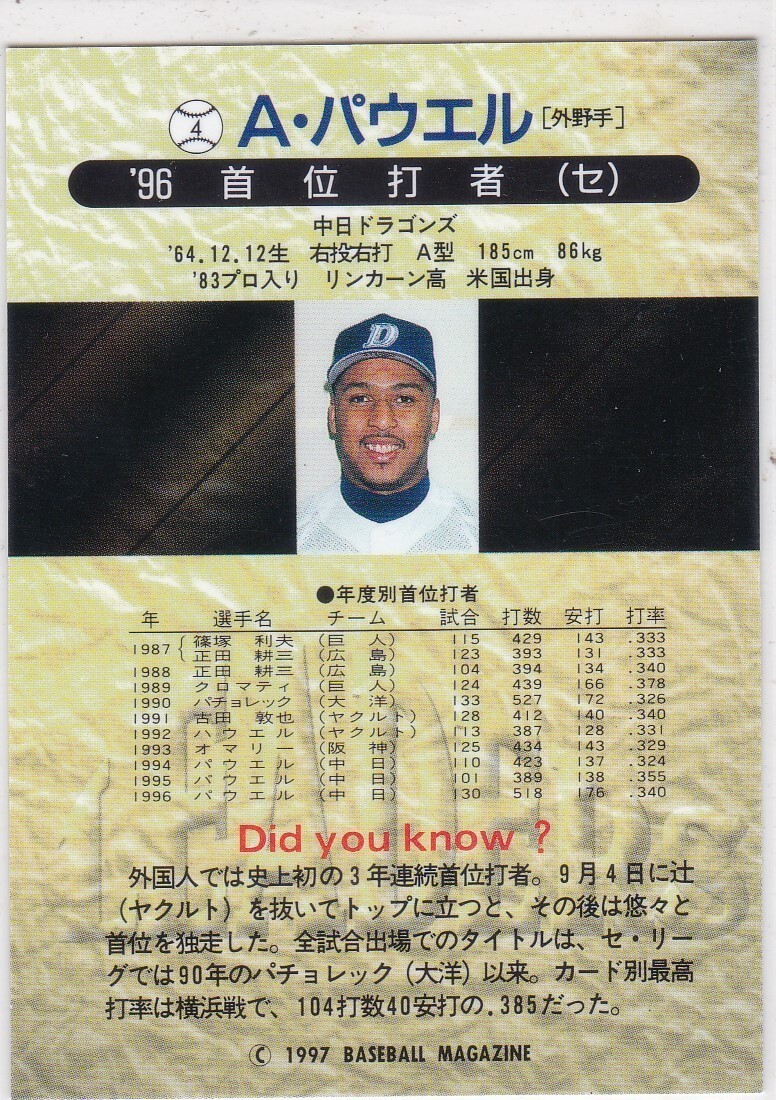 4 A・パウエル [外野手]
'96 首位打者 (セ)
中日ドラゴンズ
'64.12.12生 右投右打 A型 185cm 86kg
'83プロ入り リンカーン高 米国出身
D
●年度別首位打者
年 選手名 チーム 試合 打数 安打 打率
1987 { 篠塚 利夫 (巨人) 115 429 143 .333
正田 耕三 (広島) 123 393 131 .333
1988 正田 耕三 (広島) 104 394 134 .340
1989 クロマティ (巨人) 124 439 166 .378
1990 パチョレック (大洋) 133 527 172 .326
1991 古田 敦也 (ヤクルト) 128 412 140 .340
1992 ハウエル (ヤクルト) 113 387 128 .331
1993 オマリー (阪神) 125 434 143 .329
1994 パウエル (中日) 110 423 137 .324
1995 パウエル (中日) 101 389 138 .355
1996 パウエル (中日) 130 518 176 .340
LEADERS
Did you know ?
外国人では史上初の3年連続首位打者。9月4日に辻
(ヤクルト)を抜いてトップに立つと、その後は悠々と
首位を独走した。全試合出場でのタイトルは、セ・リー
グでは90年のパチョレック(大洋)以来。カード別最高
打率は横浜戦で、104打数40安打の.385だった。
© 1997 BASEBALL MAGAZINE